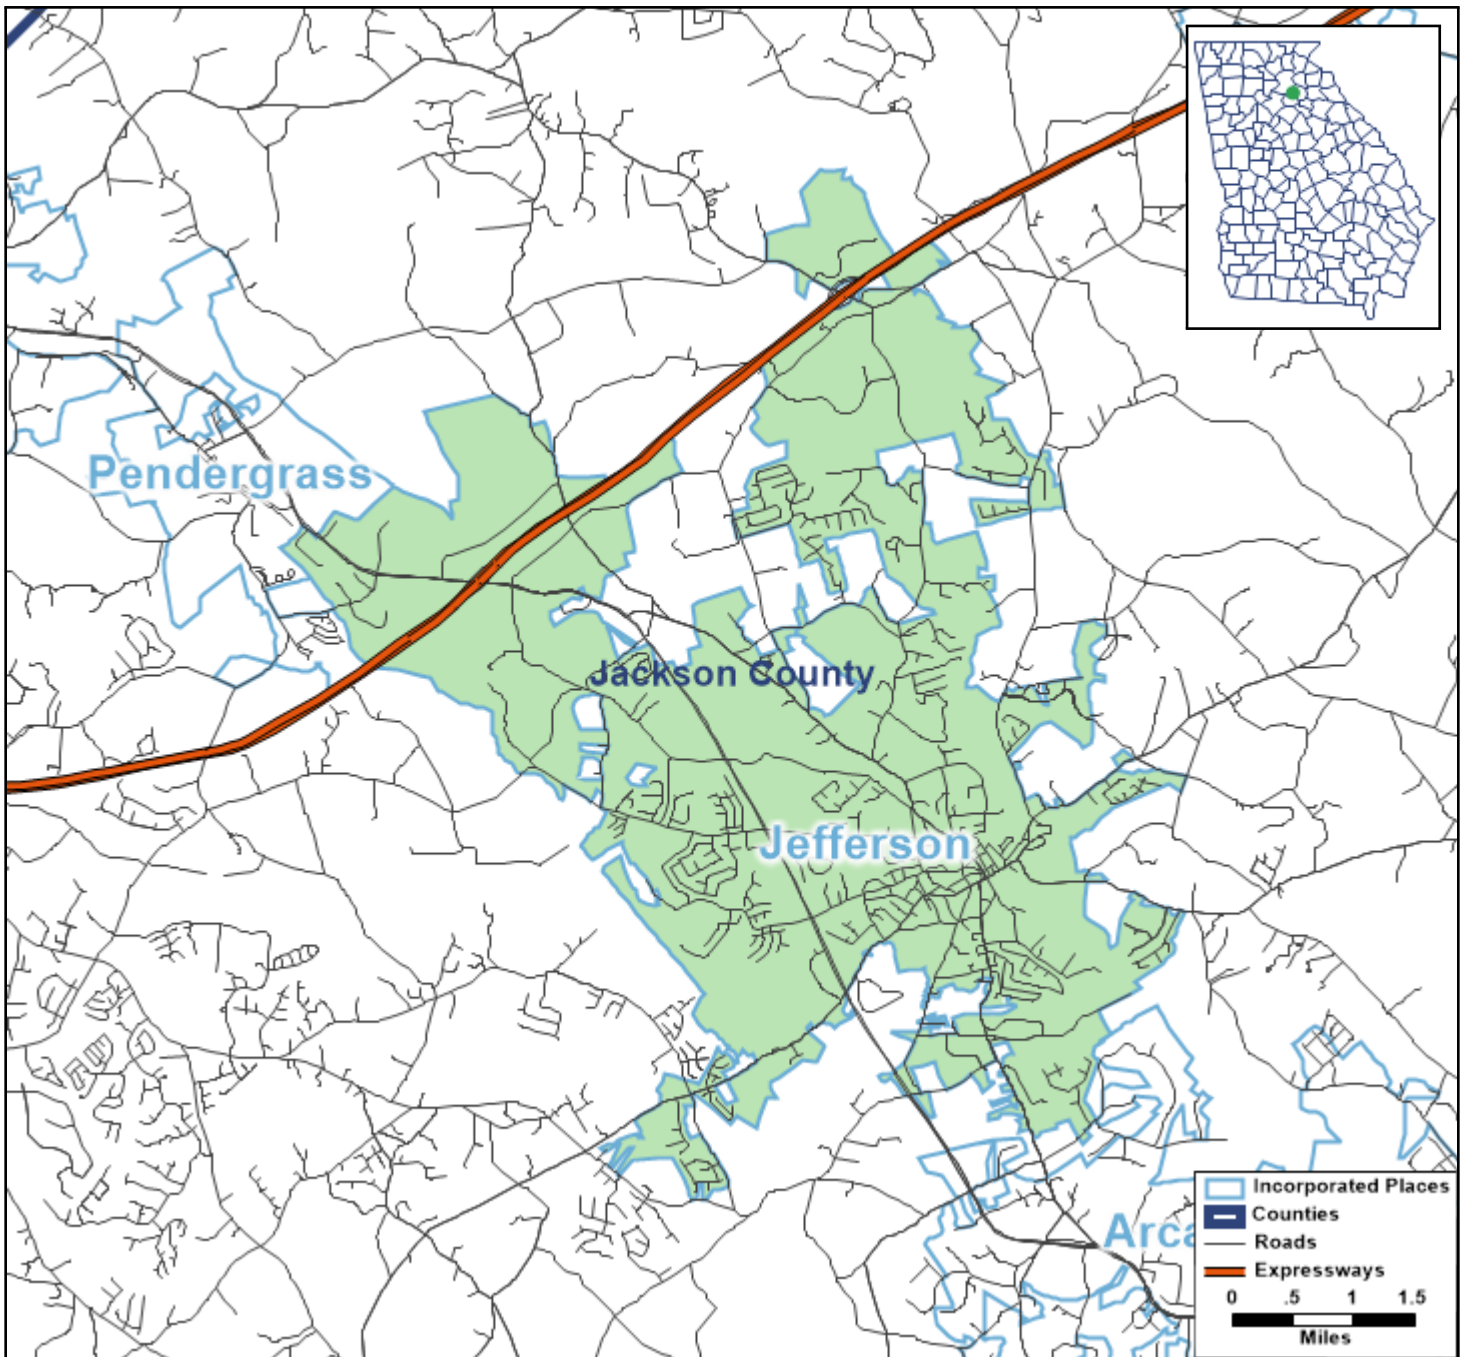 Pendergrass
Jackson County
Jefferson
Incorporated Places
Counties
Roads
Expressways
0 .5 1 1.5
Miles
Arca